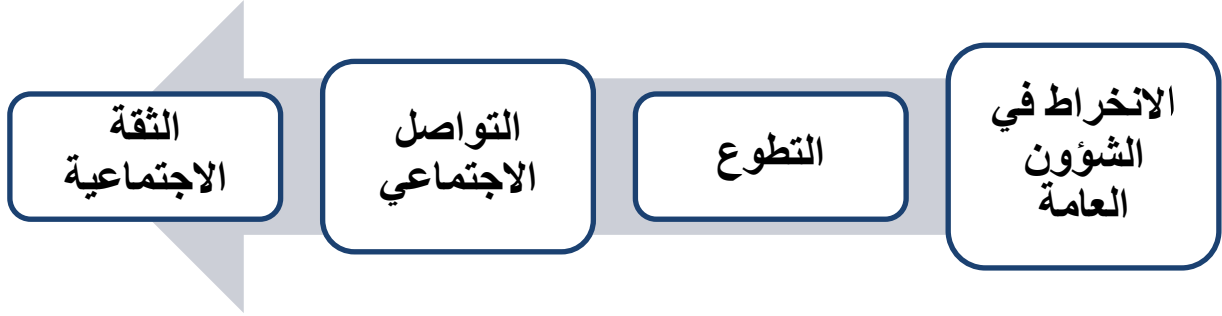 الانخراط في
الشؤون
العامة
التطوع
التواصل
الاجتماعي
الثقة
الاجتماعية